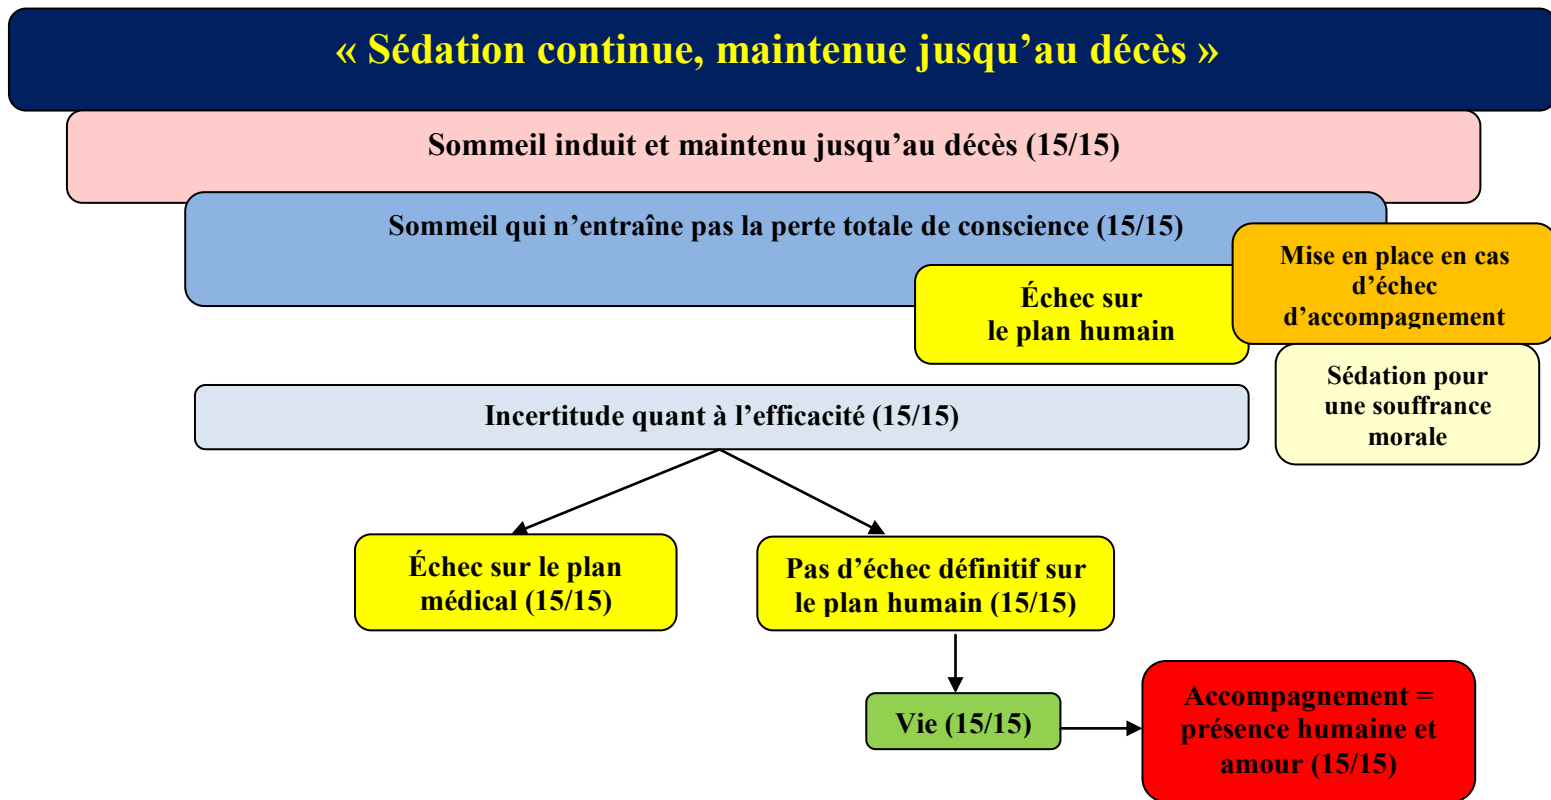 « Sédation continue, maintenue jusqu’au décès »
Sommeil induit et maintenu jusqu’au décès (15/15)
Sommeil qui n’entraîne pas la perte totale de conscience (15/15)
Mise en place en cas
d’échec
d’accompagnement
Échec sur
le plan humain
Sédation pour
une souffrance
morale
Incertitude quant à l’efficacité (15/15)
Échec sur le plan
médical (15/15)
Pas d’échec définitif sur
le plan humain (15/15)
Vie (15/15)
Accompagnement =
présence humaine et
amour (15/15)